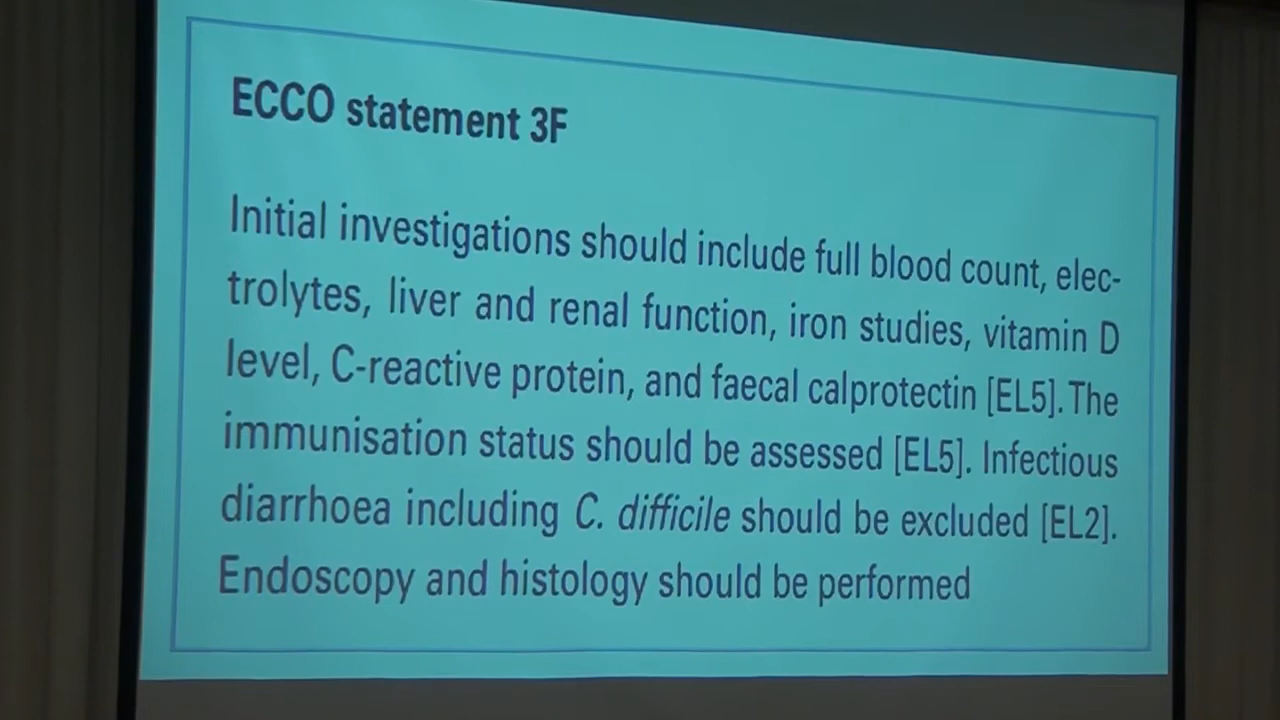 ECCO statement 3F
Initial investigations should include full blood count, elec-
trolytes, liver and renal function, iron studies, vitamin D
level, C-reactive protein, and faecal calprotectin [EL5]. The
immunisation status should be assessed [EL5]. Infectious
diarrhoea including C. difficile should be excluded [EL2].
Endoscopy and histology should be performed